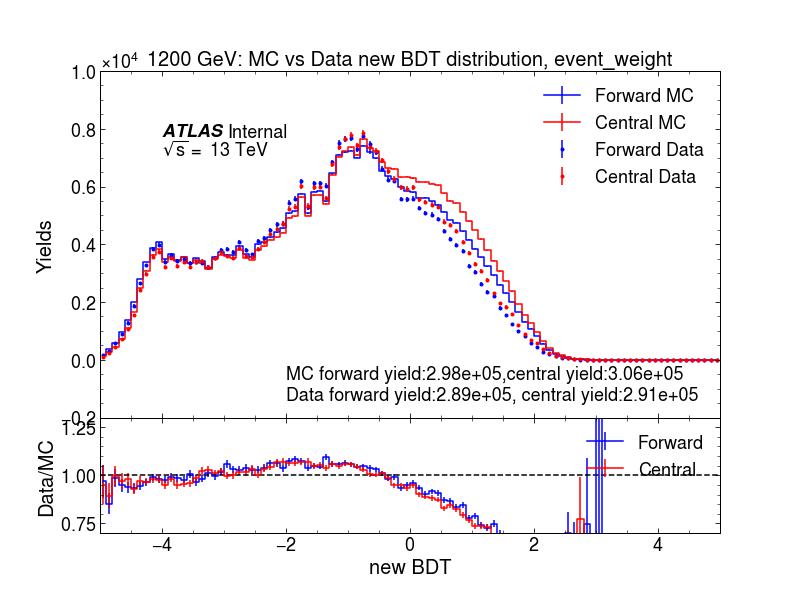 ×10⁴ 1200 GeV: MC vs Data new BDT distribution, event_weight
1.0
0.8
0.6
0.4
0.2
0.0
0.2
Yields
ATLAS Internal
√s = 13 TeV
Forward MC
Central MC
Forward Data
Central Data
MC forward yield:2.98e+05,central yield:3.06e+05
Data forward yield:2.89e+05, central yield:2.91e+05
1.25
1.00
0.75
Data/MC
Forward
Central
−4 −2 0 2 4
new BDT